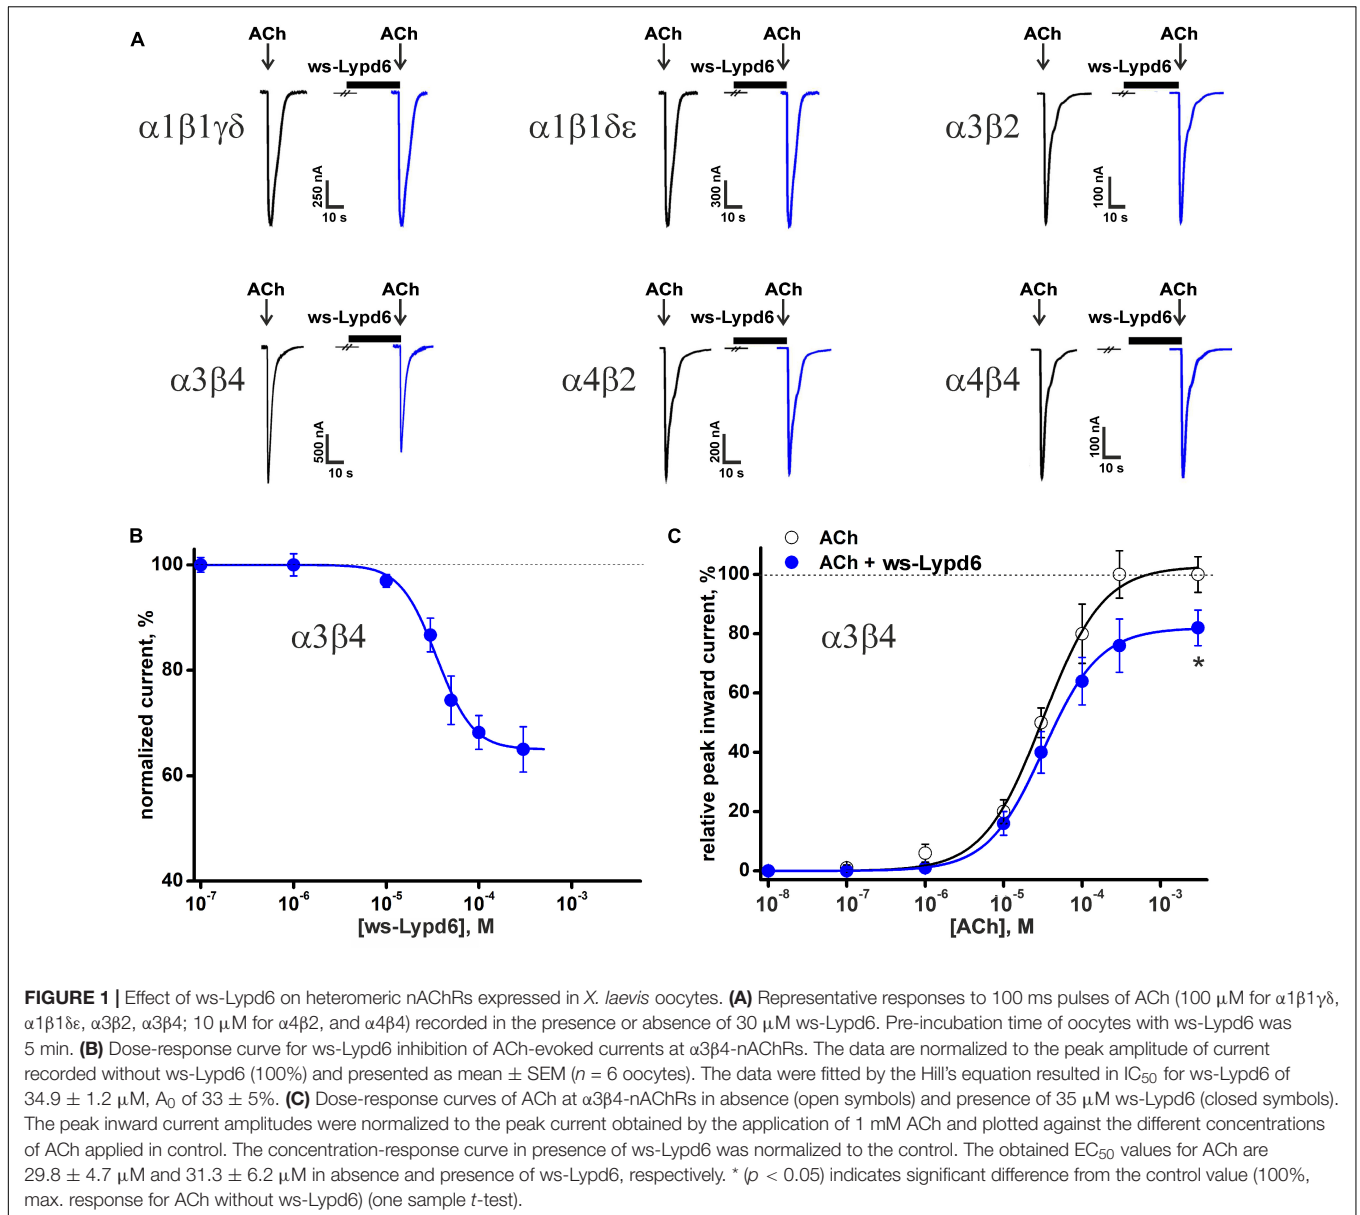 A
ACh ACh
ws-Lypd6
α1β1γδ
250 nA
10 s
ACh ACh
ws-Lypd6
α1β1δε
300 nA
10 s
ACh ACh
ws-Lypd6
α3β2
100 nA
10 s
ACh ACh
ws-Lypd6
α3β4
500 nA
10 s
ACh ACh
ws-Lypd6
α4β2
200 nA
10 s
ACh ACh
ws-Lypd6
α4β4
100 nA
10 s
B
normalized current, %
100
80
60
40
α3β4
10-7 10-6 10-5 10-4 10-3
[ws-Lypd6], M
C
ACh
ACh + ws-Lypd6
relative peak inward current, %
100
80
60
40
20
0
α3β4
*
10-8 10-7 10-6 10-5 10-4 10-3
[ACh], M
FIGURE 1 | Effect of ws-Lypd6 on heteromeric nAChRs expressed in X. laevis oocytes. (A) Representative responses to 100 ms pulses of ACh (100 μM for α1β1γδ,
α1β1δε, α3β2, α3β4; 10 μM for α4β2, and α4β4) recorded in the presence or absence of 30 μM ws-Lypd6. Pre-incubation time of oocytes with ws-Lypd6 was
5 min. (B) Dose-response curve for ws-Lypd6 inhibition of ACh-evoked currents at α3β4-nAChRs. The data are normalized to the peak amplitude of current
recorded without ws-Lypd6 (100%) and presented as mean ± SEM (n = 6 oocytes). The data were fitted by the Hill's equation resulted in IC50 for ws-Lypd6 of
34.9 ± 1.2 μM, A0 of 33 ± 5%. (C) Dose-response curves of ACh at α3β4-nAChRs in absence (open symbols) and presence of 35 μM ws-Lypd6 (closed symbols).
The peak inward current amplitudes were normalized to the peak current obtained by the application of 1 mM ACh and plotted against the different concentrations
of ACh applied in control. The concentration-response curve in presence of ws-Lypd6 was normalized to the control. The obtained EC50 values for ACh are
29.8 ± 4.7 μM and 31.3 ± 6.2 μM in absence and presence of ws-Lypd6, respectively. * (p < 0.05) indicates significant difference from the control value (100%,
max. response for ACh without ws-Lypd6) (one sample t-test).